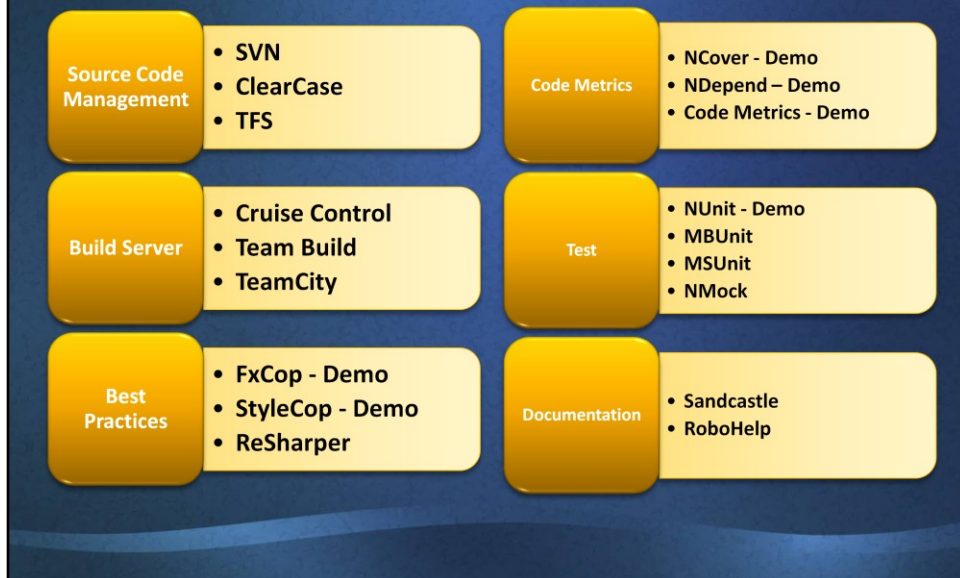 Source Code
Management
• SVN
• ClearCase
• TFS
Build Server
• Cruise Control
• Team Build
• TeamCity
Best
Practices
• FxCop - Demo
• StyleCop - Demo
• ReSharper
Code Metrics
• NCover - Demo
• NDepend – Demo
• Code Metrics - Demo
Test
• NUnit - Demo
• MBUnit
• MSUnit
• NMock
Documentation
• Sandcastle
• RoboHelp